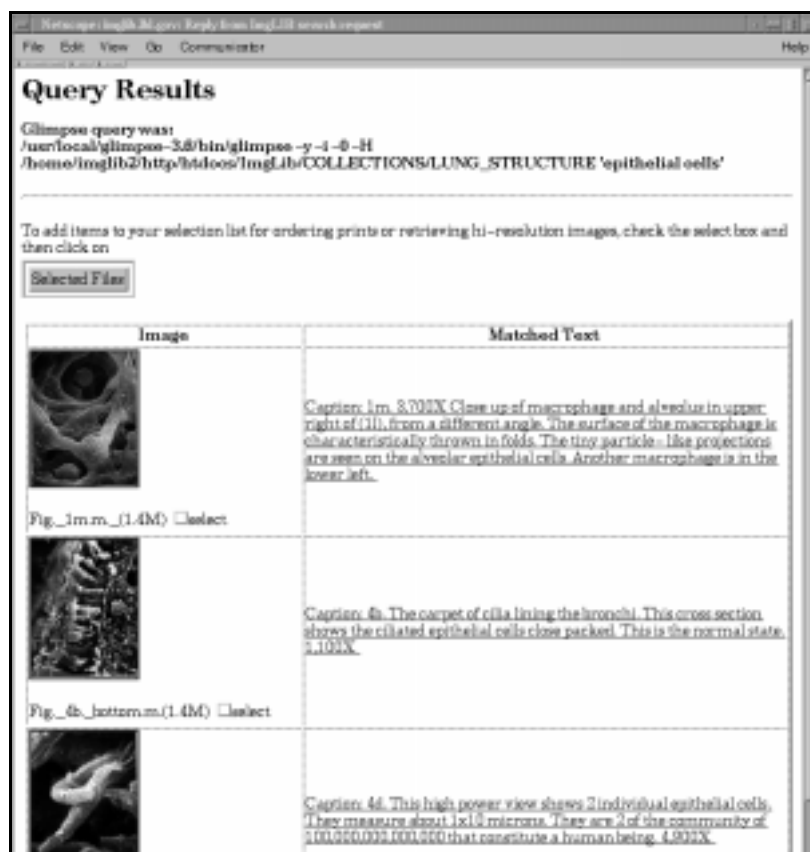 Netscape: imglib.lbl.gov: Reply from ImgLIB search request
File Edit View Go Communicator Help
Query Results
Glimpse query was:
/usr/local/glimpse-3.6/bin/glimpse -y -i -0 -H
/home/imglib2/http/htdocs/ImgLib/COLLECTIONS/LUNG_STRUCTURE 'epithelial cells'
To add items to your selection list for ordering prints or retrieving hi-resolution images, check the select box and
then click on
Selected Files
Image Matched Text
Caption: 1m. 3,700X Close up of macrophage and alveolus in upper
right of (1l), from a different angle. The surface of the macrophage is
characteristically thrown in folds. The tiny particle- like projections
are seen on the alveolar epithelial cells. Another macrophage is in the
lower left.
Fig._1m.m._(1.4M) select
Caption: 4b. The carpet of cilia lining the bronchi. This cross section
shows the ciliated epithelial cells close packed. This is the normal state.
1,100X
Fig._4b._bottom.m.(1.4M) select
Caption: 4d. This high power view shows 2 individual epithelial cells.
They measure about 1x10 microns. They are 2 of the community of
100,000,000,000,000 that constitute a human being. 4,900X